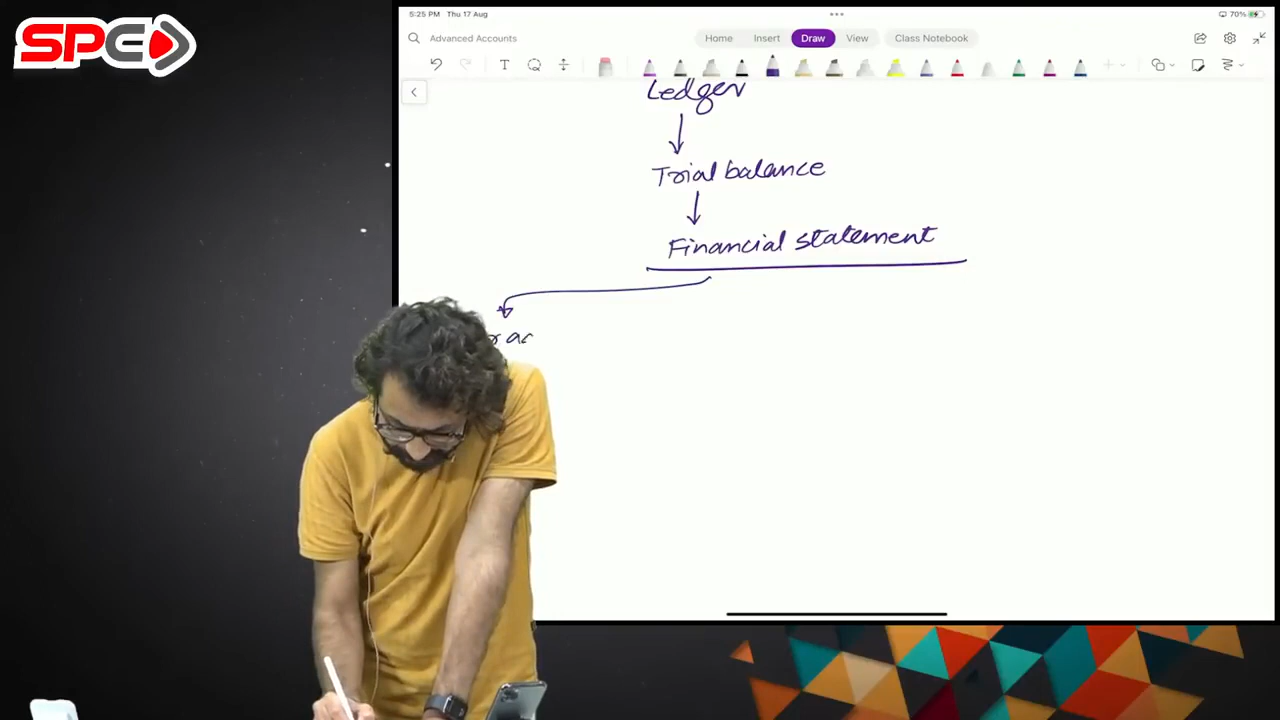 SPE
5:25 PM Thu 17 Aug
70%
Advanced Accounts
Home Insert Draw View Class Notebook
Ledger
Trial balance
Financial statement